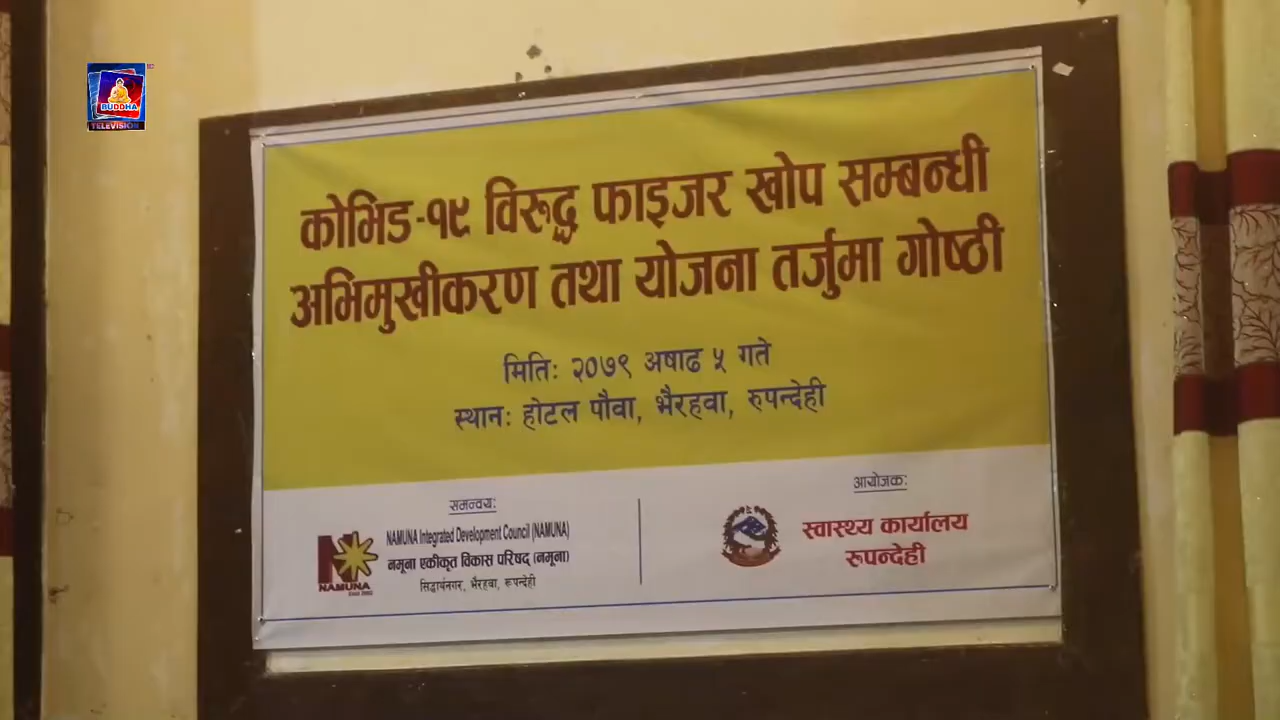 BUDDHA
TELEVISION
कोभिड-१९ विरुद्ध फाइजर खोप सम्बन्धी
अभिमुखीकरण तथा योजना तर्जुमा गोष्ठी
मिति: २०७९ अषाढ ५ गते
स्थान: होटल पौवा, भैरहवा, रुपन्देही
समन्वय:
NAMUNA Integrated Development Council (NAMUNA)
नमूना एकीकृत विकास परिषद (नमूना)
सिद्धार्थनगर, भैरहवा, रूपन्देही
NAMUNA
आयोजक:
स्वास्थ्य कार्यालय
रुपन्देही